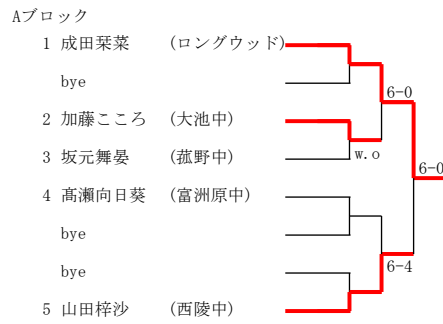 Aブロック
1 成田栞菜 (ロングウッド)
bye
6-0
2 加藤こころ (大池中)
3 坂元舞晏 (菰野中)
w.o
6-0
4 髙瀬向日葵 (富洲原中)
bye
bye
6-4
5 山田梓沙 (西陵中)